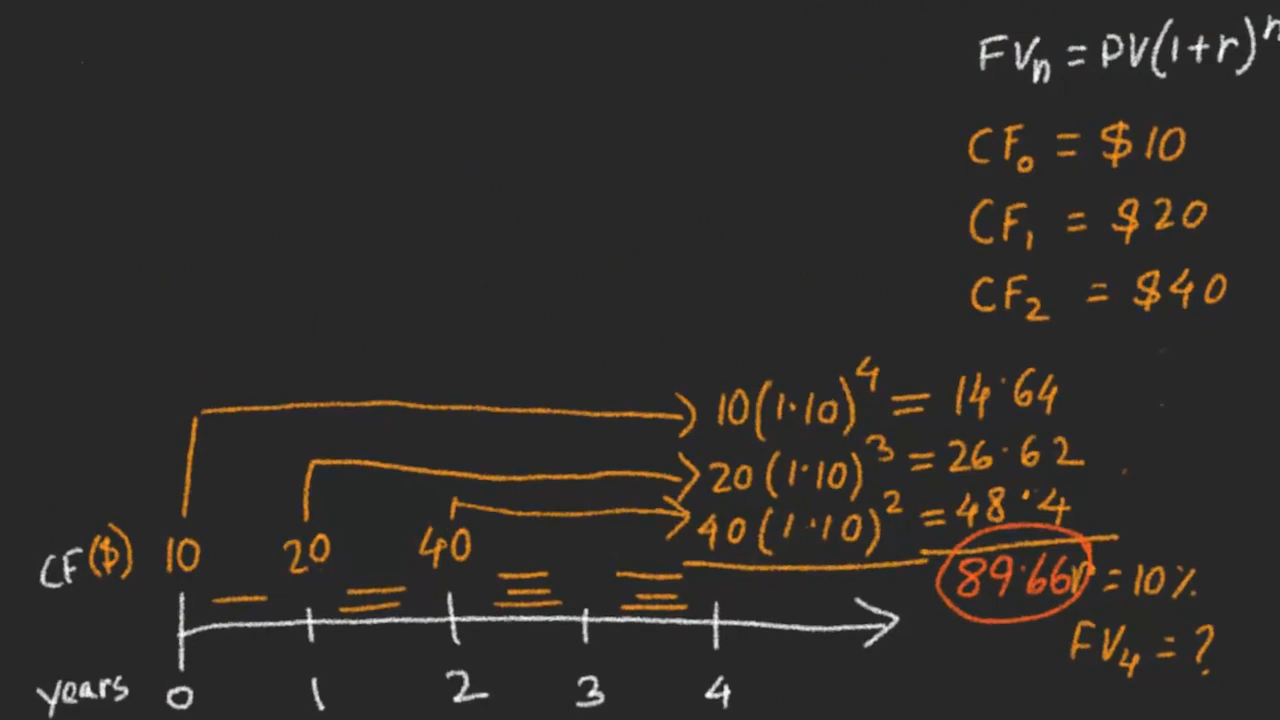 FVₙ = PV(1+r)ⁿ
CF₀ = $10
CF₁ = $20
CF₂ = $40
10(1·10)⁴ = 14·64
20(1·10)³ = 26·62
40(1·10)² = 48·4
CF($) 10 20 40
89·66 r = 10%
FV₄ = ?
years 0 1 2 3 4